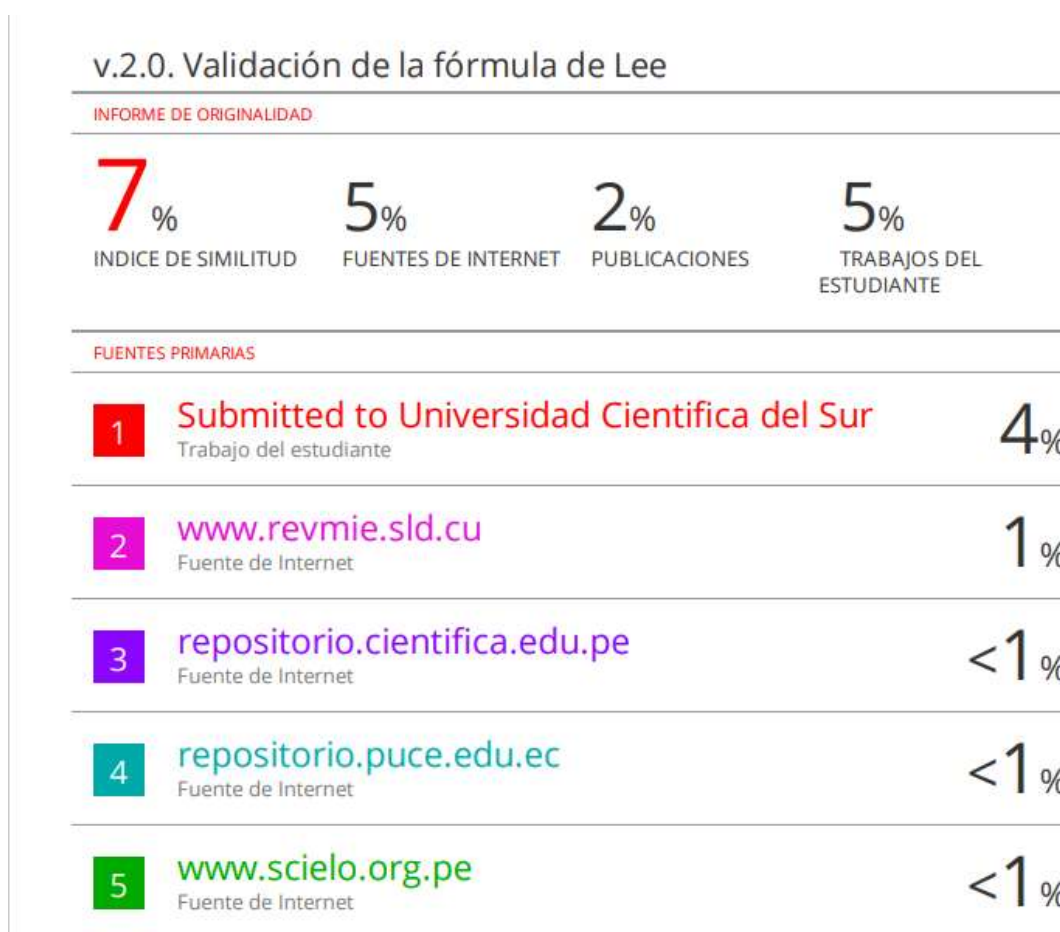 v.2.0. Validación de la fórmula de Lee
INFORME DE ORIGINALIDAD
7% 5% 2% 5%
INDICE DE SIMILITUD FUENTES DE INTERNET PUBLICACIONES TRABAJOS DEL
ESTUDIANTE
FUENTES PRIMARIAS
1 Submitted to Universidad Cientifica del Sur 4%
Trabajo del estudiante
2 www.revmie.sld.cu 1%
Fuente de Internet
3 repositorio.cientifica.edu.pe <1%
Fuente de Internet
4 repositorio.puce.edu.ec <1%
Fuente de Internet
5 www.scielo.org.pe <1%
Fuente de Internet